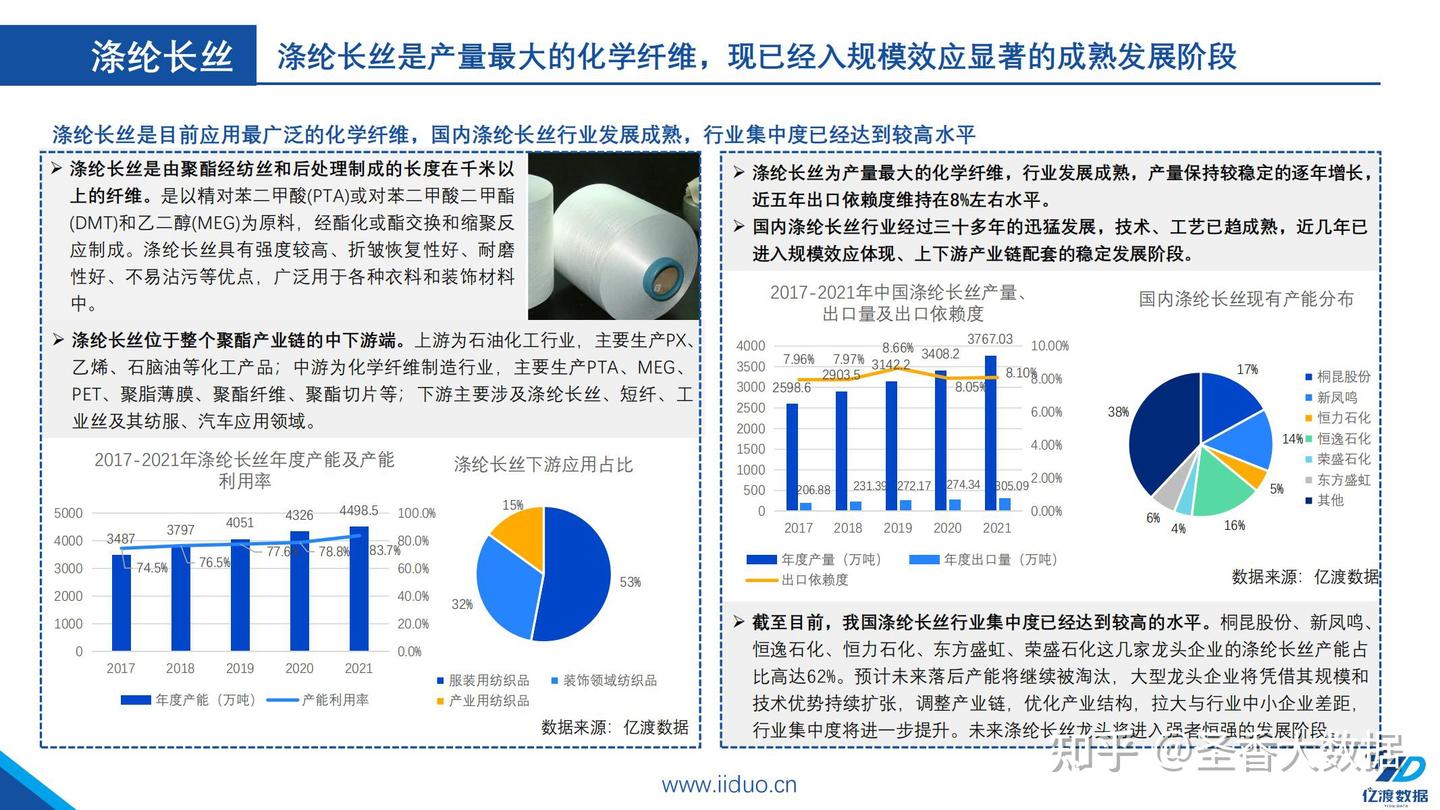 涤纶长丝
涤纶长丝是产量最大的化学纤维，现已经入规模效应显著的成熟发展阶段
涤纶长丝是目前应用最广泛的化学纤维，国内涤纶长丝行业发展成熟，行业集中度已经达到较高水平
➢ 涤纶长丝是由聚酯经纺丝和后处理制成的长度在千米以
上的纤维。是以精对苯二甲酸(PTA)或对苯二甲酸二甲酯
(DMT)和乙二醇(MEG)为原料，经酯化或酯交换和缩聚反
应制成。涤纶长丝具有强度较高、折皱恢复性好、耐磨
性好、不易沾污等优点，广泛用于各种衣料和装饰材料
中。
➢ 涤纶长丝位于整个聚酯产业链的中下游端。上游为石油化工行业，主要生产PX、
乙烯、石脑油等化工产品；中游为化学纤维制造行业，主要生产PTA、MEG、
PET、聚脂薄膜、聚酯纤维、聚酯切片等；下游主要涉及涤纶长丝、短纤、工
业丝及其纺服、汽车应用领域。
2017-2021年涤纶长丝年度产能及产能
利用率
5000
4000
3000
2000
1000
0
3487
3797
4051
4326
4498.5
74.5%
76.5%
77.6%
78.8%
83.7%
100.0%
80.0%
60.0%
40.0%
20.0%
0.0%
2017 2018 2019 2020 2021
年度产能（万吨） 产能利用率
涤纶长丝下游应用占比
15%
53%
32%
服装用纺织品 装饰领域纺织品
产业用纺织品
数据来源：亿渡数据
➢ 涤纶长丝为产量最大的化学纤维，行业发展成熟，产量保持较稳定的逐年增长，
近五年出口依赖度维持在8%左右水平。
➢ 国内涤纶长丝行业经过三十多年的迅猛发展，技术、工艺已趋成熟，近几年已
进入规模效应体现、上下游产业链配套的稳定发展阶段。
2017-2021年中国涤纶长丝产量、
出口量及出口依赖度
4000
3500
3000
2500
2000
1500
1000
500
0
7.96%
7.97%
8.66%
8.05%
8.10%
2598.6
2903.5
3142.2
3408.2
3767.03
206.88
231.39
272.17
274.34
305.09
10.00%
8.00%
6.00%
4.00%
2.00%
0.00%
2017 2018 2019 2020 2021
年度产量（万吨） 年度出口量（万吨）
出口依赖度
国内涤纶长丝现有产能分布
17%
14%
5%
16%
4%
6%
38%
桐昆股份
新凤鸣
恒力石化
恒逸石化
荣盛石化
东方盛虹
其他
数据来源：亿渡数据
➢ 截至目前，我国涤纶长丝行业集中度已经达到较高的水平。桐昆股份、新凤鸣、
恒逸石化、恒力石化、东方盛虹、荣盛石化这几家龙头企业的涤纶长丝产能占
比高达62%。预计未来落后产能将继续被淘汰，大型龙头企业将凭借其规模和
技术优势持续扩张，调整产业链，优化产业结构，拉大与行业中小企业差距，
行业集中度将进一步提升。未来涤纶长丝龙头将进入强者恒强的发展阶段。
知乎 @圣香大数据
www.iiduo.cn
亿渡数据